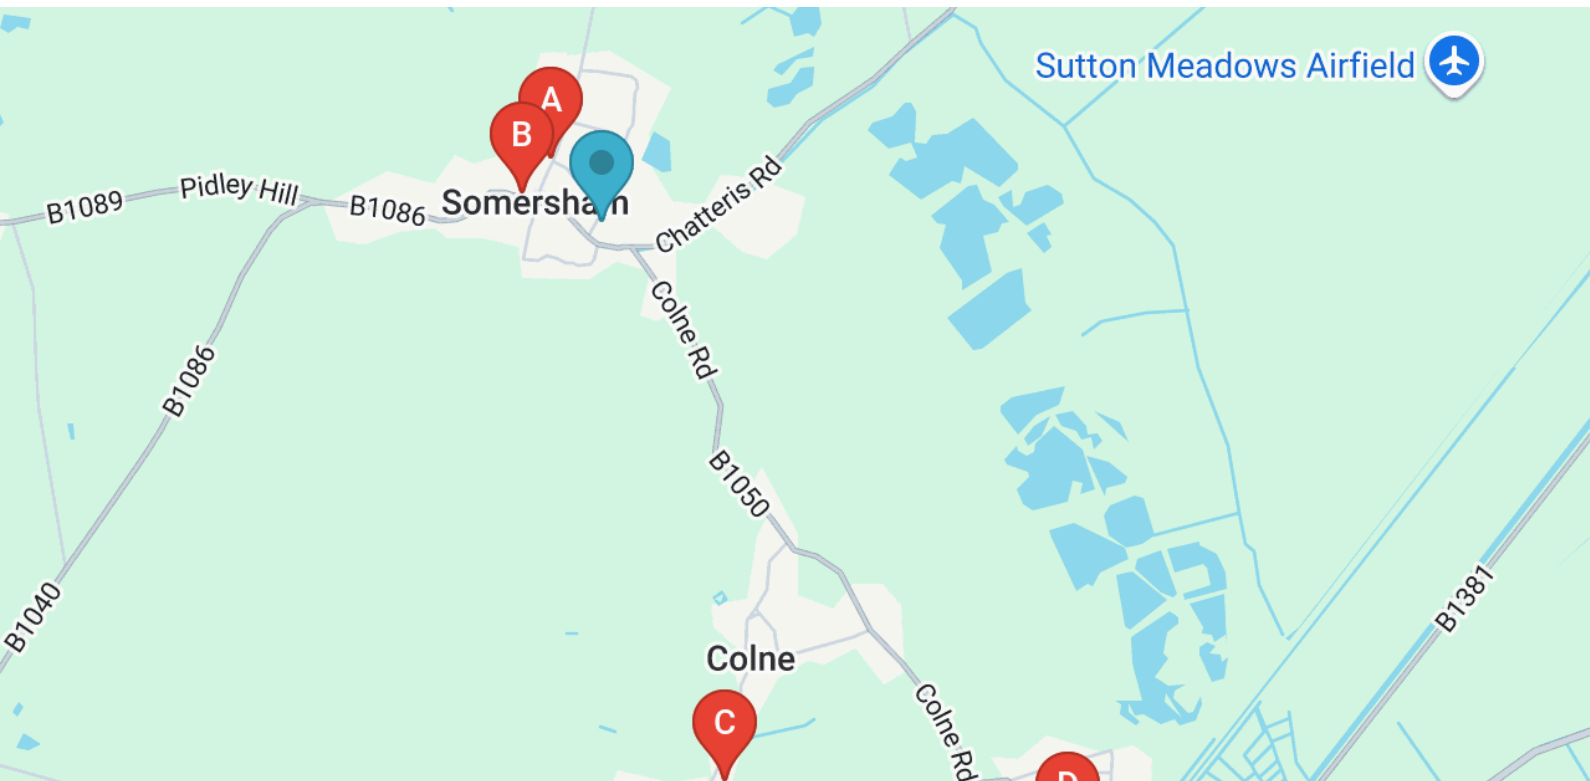 Sutton Meadows Airfield
A
B
Chatteris Rd
Pidley Hill
B1089
B1086
Somersham
Colne Rd
B1086
B1050
B1040
B1381
Colne
C
Colne Rd
D